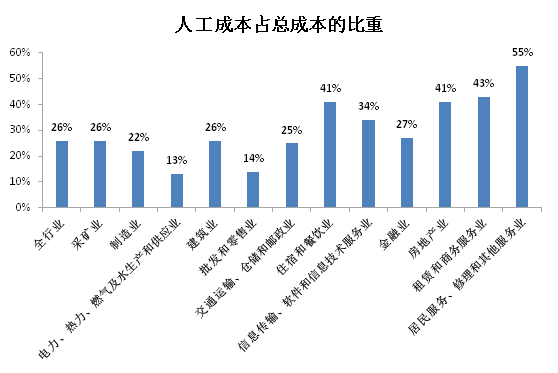 人工成本占总成本的比重
60%
50%
40%
30%
20%
10%
0%
26%
26%
22%
13%
26%
14%
25%
41%
34%
27%
41%
43%
55%
全行业
采矿业
制造业
电力、热力、燃气及水生产和供应业
建筑业
批发和零售业
交通运输、仓储和邮政业
住宿和餐饮业
信息传输、软件和信息技术服务业
金融业
房地产业
租赁和商务服务业
居民服务、修理和其他服务业